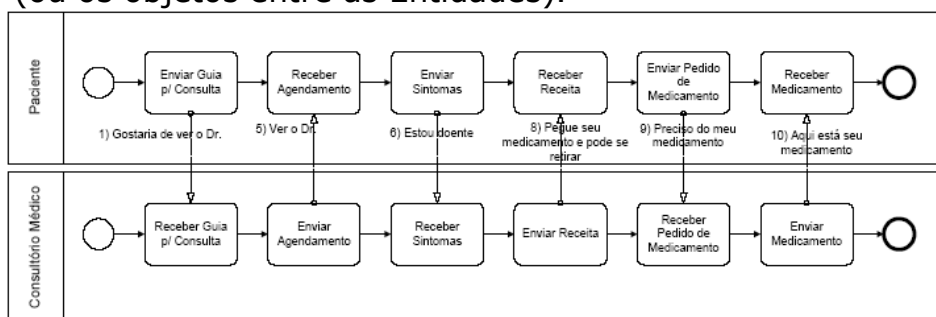 (ou os objetos entre as Entidades).
Paciente
Enviar Guia
p/ Consulta
Receber
Agendamento
Enviar
Sintomas
Receber
Receita
Enviar Pedido
de
Medicamento
Receber
Medicamento
1) Gostaria de ver o Dr.
5) Ver o Dr.
6) Estou doente
8) Pegue seu
medicamento e pode se
retirar
9) Preciso do meu
medicamento
10) Aqui está seu
medicamento
Consultório Médico
Receber Guia
p/ Consulta
Enviar
Agendamento
Receber
Sintomas
Enviar Receita
Receber
Pedido de
Medicamento
Enviar
Medicamento